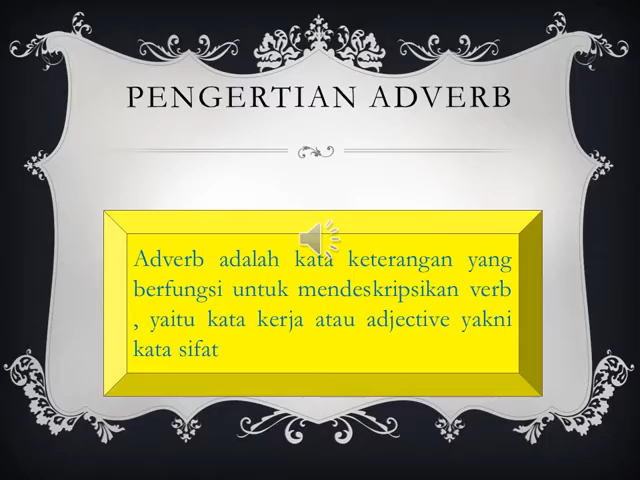 PENGERTIAN ADVERB
Adverb adalah kata keterangan yang
berfungsi untuk mendeskripsikan verb
, yaitu kata kerja atau adjective yakni
kata sifat